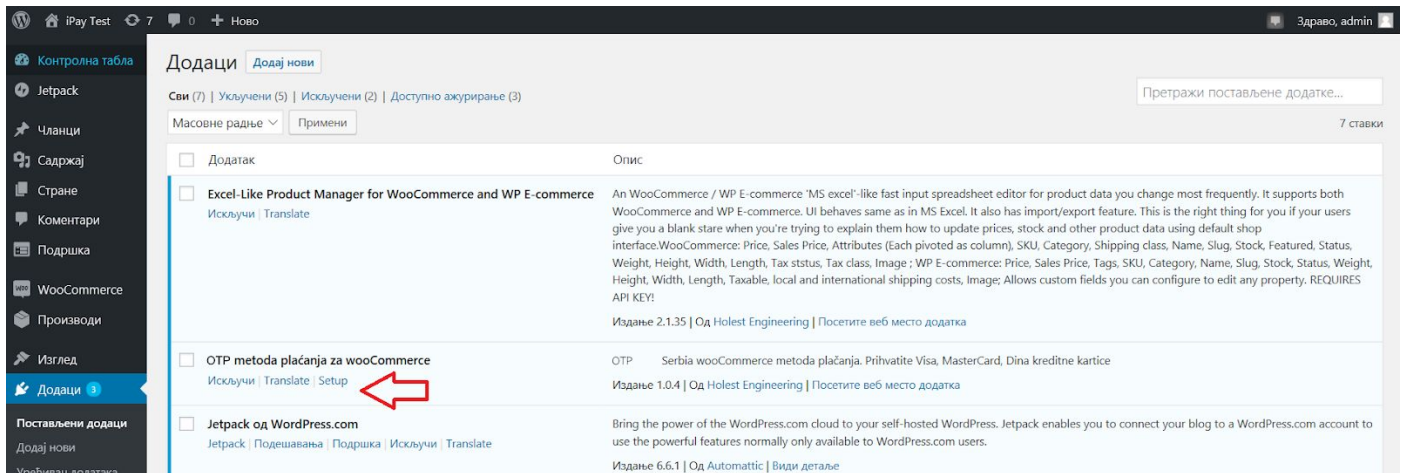 iPay Test 7 0 Ново Здраво, admin
Контролна табла
Jetpack
Чланци
Садржај
Стране
Коментари
Подршка
WooCommerce
Производи
Изглед
Додаци 3
Постављени додаци
Додај нови
Уређивач додатака
Додаци Додај нови
Сви (7) | Укључени (5) | Искључени (2) | Доступно ажурирање (3)
Претражи постављене додатке...
Масовне радње Примени
7 ставки
Додатак Опис
Excel-Like Product Manager for WooCommerce and WP E-commerce
Искључи | Translate
An WooCommerce / WP E-commerce 'MS excel'-like fast input spreadsheet editor for product data you change most frequently. It supports both
WooCommerce and WP E-commerce. UI behaves same as in MS Excel. It also has import/export feature. This is the right thing for you if your users
give you a blank stare when you're trying to explain them how to update prices, stock and other product data using default shop
interface.WooCommerce: Price, Sales Price, Attributes (Each pivoted as column), SKU, Category, Shipping class, Name, Slug, Stock, Featured, Status,
Weight, Height, Width, Length, Tax ststus, Tax class, Image ; WP E-commerce: Price, Sales Price, Tags, SKU, Category, Name, Slug, Stock, Status, Weight,
Height, Width, Length, Taxable, local and international shipping costs, Image; Allows custom fields you can configure to edit any property. REQUIRES
API KEY!
Издање 2.1.35 | Од Holest Engineering | Посетите веб место додатка
OTP metoda plaćanja za wooCommerce
Искључи | Translate | Setup
OTP Serbia wooCommerce metoda plačanja. Prihvatite Visa, MasterCard, Dina kreditne kartice
Издање 1.0.4 | Од Holest Engineering | Посетите веб место додатка
Jetpack од WordPress.com
Jetpack | Подешавања | Подршка | Искључи | Translate
Bring the power of the WordPress.com cloud to your self-hosted WordPress. Jetpack enables you to connect your blog to a WordPress.com account to
use the powerful features normally only available to WordPress.com users.
Издање 6.6.1 | Од Automattic | Види детаље